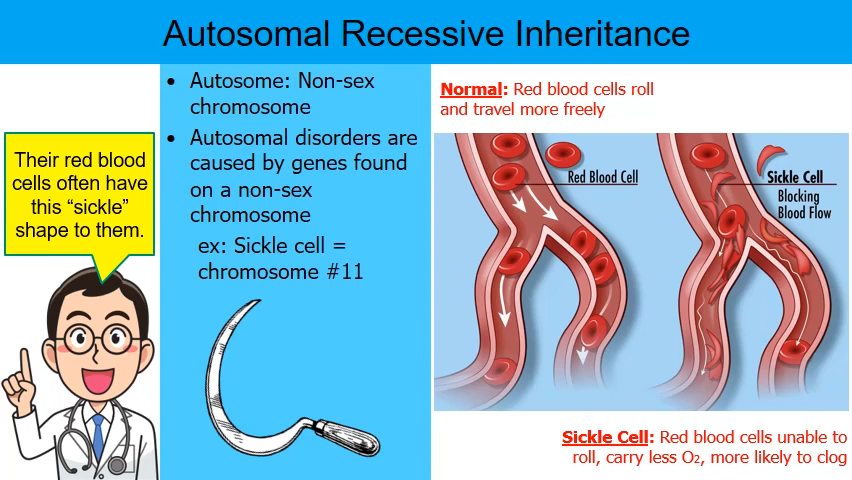 Autosomal Recessive Inheritance
Their red blood
cells often have
this “sickle”
shape to them.
• Autosome: Non-sex
chromosome
• Autosomal disorders are
caused by genes found
on a non-sex
chromosome
ex: Sickle cell =
chromosome #11
Normal: Red blood cells roll
and travel more freely
Red Blood Cell
Sickle Cell
Blocking
Blood Flow
Sickle Cell: Red blood cells unable to
roll, carry less O₂, more likely to clog